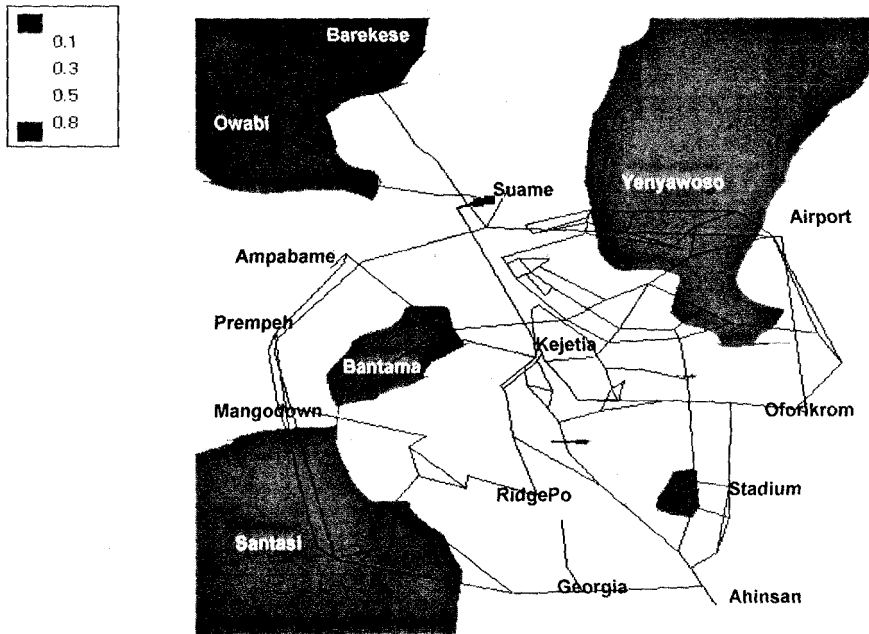 0.1
0.3
0.5
0.8
Barekese
Owabi
Suame
Yenyawoso
Airport
Ampabame
Prempeh
Kejetia
Bantama
Mangodown
Oforikrom
RidgePo
Stadium
Santasi
Georgia
Ahinsan